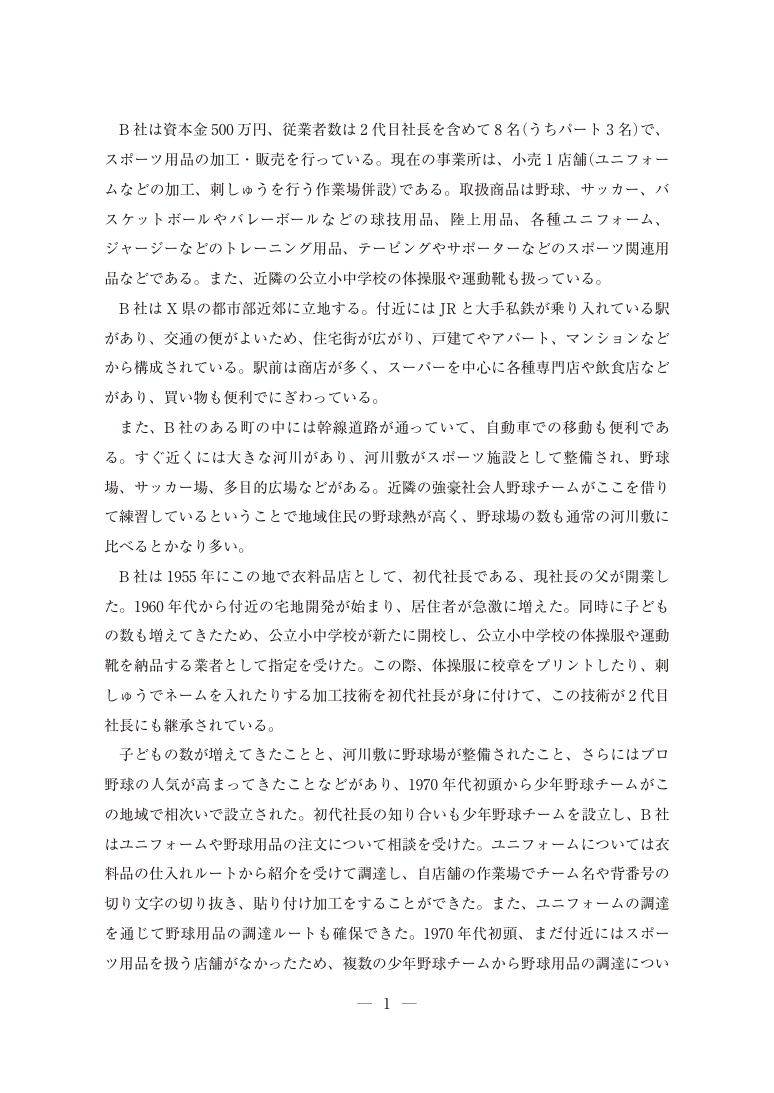 B 社は資本金 500 万円、従業者数は 2 代目社長を含めて 8 名(うちパート 3 名)で、
スポーツ用品の加工・販売を行っている。現在の事業所は、小売 1 店舗(ユニフォー
ムなどの加工、刺しゅうを行う作業場併設)である。取扱商品は野球、サッカー、バ
スケットボールやバレーボールなどの球技用品、陸上用品、各種ユニフォーム、
ジャージーなどのトレーニング用品、テーピングやサポーターなどのスポーツ関連用
品などである。また、近隣の公立小中学校の体操服や運動靴も扱っている。
B 社は X 県の都市部近郊に立地する。付近には JR と大手私鉄が乗り入れている駅
があり、交通の便がよいため、住宅街が広がり、戸建てやアパート、マンションなど
から構成されている。駅前は商店が多く、スーパーを中心に各種専門店や飲食店など
があり、買い物も便利でにぎわっている。
また、B 社のある町の中には幹線道路が通っていて、自動車での移動も便利であ
る。すぐ近くには大きな河川があり、河川敷がスポーツ施設として整備され、野球
場、サッカー場、多目的広場などがある。近隣の強豪社会人野球チームがここを借り
て練習しているということで地域住民の野球熱が高く、野球場の数も通常の河川敷に
比べるとかなり多い。
B 社は 1955 年にこの地で衣料品店として、初代社長である、現社長の父が開業し
た。1960 年代から付近の宅地開発が始まり、居住者が急激に増えた。同時に子ども
の数も増えてきたため、公立小中学校が新たに開校し、公立小中学校の体操服や運動
靴を納品する業者として指定を受けた。この際、体操服に校章をプリントしたり、刺
しゅうでネームを入れたりする加工技術を初代社長が身に付けて、この技術が 2 代目
社長にも継承されている。
子どもの数が増えてきたことと、河川敷に野球場が整備されたこと、さらにはプロ
野球の人気が高まってきたことなどがあり、1970 年代初頭から少年野球チームがこ
の地域で相次いで設立された。初代社長の知り合いも少年野球チームを設立し、B 社
はユニフォームや野球用品の注文について相談を受けた。ユニフォームについては衣
料品の仕入れルートから紹介を受けて調達し、自店舗の作業場でチーム名や背番号の
切り文字の切り抜き、貼り付け加工をすることができた。また、ユニフォームの調達
を通じて野球用品の調達ルートも確保できた。1970 年代初頭、まだ付近にはスポー
ツ用品を扱う店舗がなかったため、複数の少年野球チームから野球用品の調達につい
— 1 —